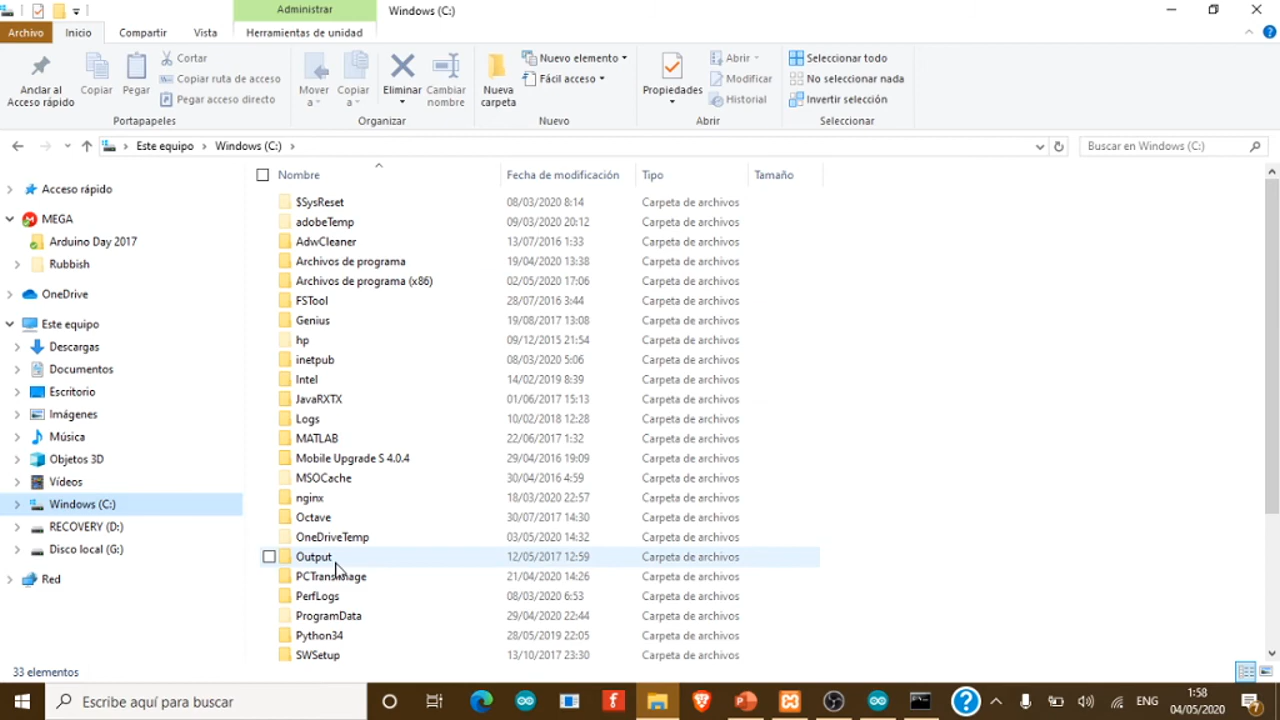 Administrar
Windows (C:)
Archivo
Inicio
Compartir
Vista
Herramientas de unidad
Anclar al Acceso rápido
Copiar
Pegar
Cortar
Copiar ruta de acceso
Pegar acceso directo
Portapapeles
Mover a
Copiar a
Eliminar
Cambiar nombre
Organizar
Nueva carpeta
Nuevo elemento
Fácil acceso
Nuevo
Propiedades
Abrir
Modificar
Historial
Abrir
Seleccionar todo
No seleccionar nada
Invertir selección
Seleccionar
Este equipo > Windows (C:) >
Buscar en Windows (C:)
Acceso rápido
MEGA
Arduino Day 2017
Rubbish
OneDrive
Este equipo
Descargas
Documentos
Escritorio
Imágenes
Música
Objetos 3D
Vídeos
Windows (C:)
RECOVERY (D:)
Disco local (G:)
Red
Nombre Fecha de modificación Tipo Tamaño
$SysReset 08/03/2020 8:14 Carpeta de archivos
adobeTemp 09/03/2020 20:12 Carpeta de archivos
AdwCleaner 13/07/2016 1:33 Carpeta de archivos
Archivos de programa 19/04/2020 13:38 Carpeta de archivos
Archivos de programa (x86) 02/05/2020 17:06 Carpeta de archivos
FSTool 28/07/2016 3:44 Carpeta de archivos
Genius 19/08/2017 13:08 Carpeta de archivos
hp 09/12/2015 21:54 Carpeta de archivos
inetpub 08/03/2020 5:06 Carpeta de archivos
Intel 14/02/2019 8:39 Carpeta de archivos
JavaRXTX 01/06/2017 15:13 Carpeta de archivos
Logs 10/02/2018 12:28 Carpeta de archivos
MATLAB 22/06/2017 1:32 Carpeta de archivos
Mobile Upgrade S 4.0.4 29/04/2016 19:09 Carpeta de archivos
MSOCache 30/04/2016 4:59 Carpeta de archivos
nginx 18/03/2020 22:57 Carpeta de archivos
Octave 30/07/2017 14:30 Carpeta de archivos
OneDriveTemp 03/05/2020 14:32 Carpeta de archivos
Output 12/05/2017 12:59 Carpeta de archivos
PCTransImage 21/04/2020 14:26 Carpeta de archivos
PerfLogs 08/03/2020 6:53 Carpeta de archivos
ProgramData 29/04/2020 22:44 Carpeta de archivos
Python34 28/05/2019 22:05 Carpeta de archivos
SWSetup 13/10/2017 23:30 Carpeta de archivos
33 elementos
Escribe aquí para buscar
ENG
1:58
04/05/2020